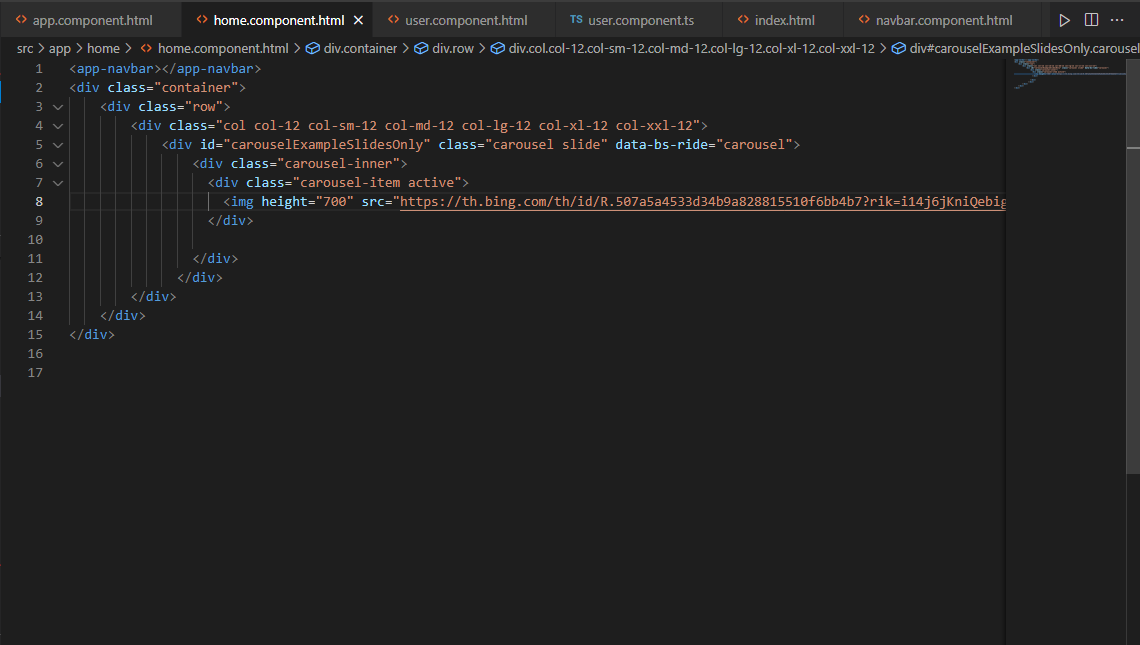 app.component.html
home.component.html
user.component.html
TS user.component.ts
index.html
navbar.component.html
src > app > home > home.component.html > div.container > div.row > div.col.col-12.col-sm-12.col-md-12.col-lg-12.col-xl-12.col-xxl-12 > div#carouselExampleSlidesOnly.carousel
1 <app-navbar></app-navbar>
2 <div class="container">
3 <div class="row">
4 <div class="col col-12 col-sm-12 col-md-12 col-lg-12 col-xl-12 col-xxl-12">
5 <div id="carouselExampleSlidesOnly" class="carousel slide" data-bs-ride="carousel">
6 <div class="carousel-inner">
7 <div class="carousel-item active">
8 <img height="700" src="https://th.bing.com/th/id/R.507a5a4533d34b9a828815510f6bb4b7?rik=i14j6jKniQebig
9 </div>
10
11 </div>
12 </div>
13 </div>
14 </div>
15 </div>
16
17